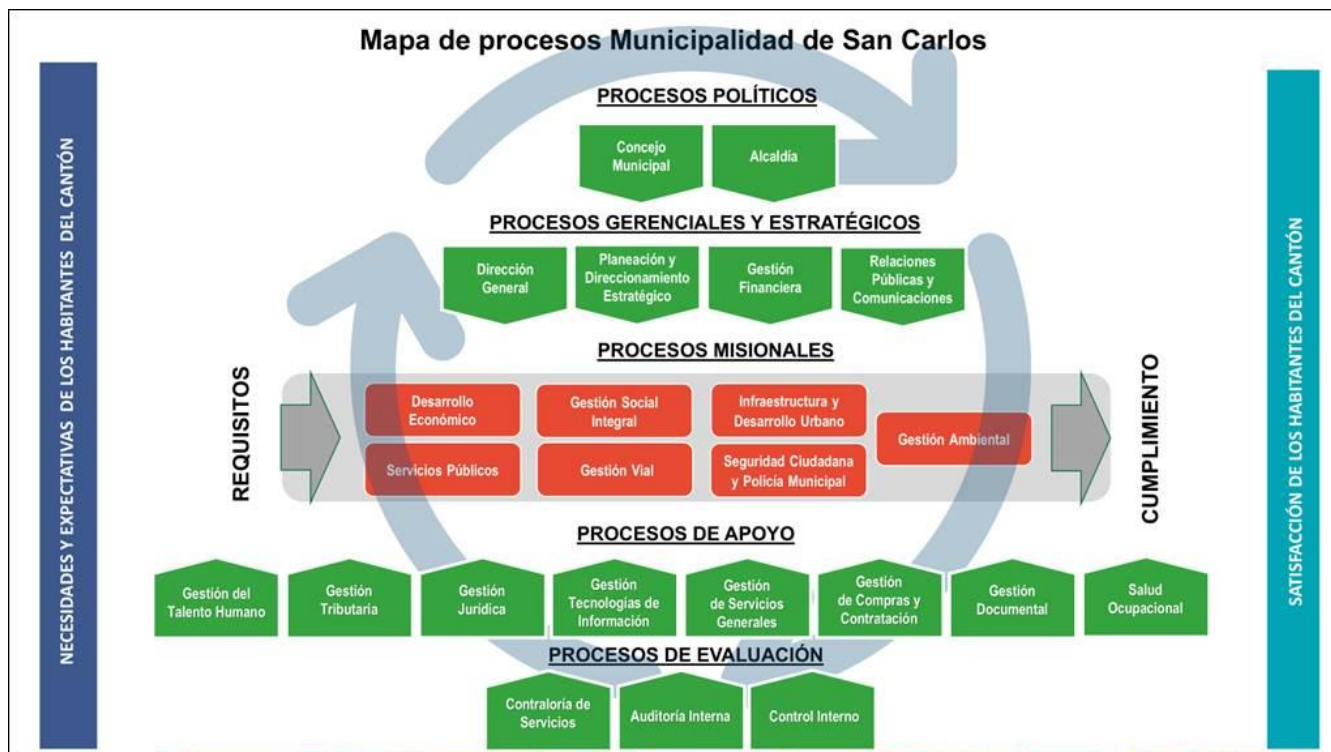 Mapa de procesos Municipalidad de San Carlos
NECESIDADES Y EXPECTATIVAS DE LOS HABITANTES DEL CANTÓN
PROCESOS POLÍTICOS
Concejo
Municipal
Alcaldía
PROCESOS GERENCIALES Y ESTRATÉGICOS
Dirección
General
Planeación y
Direccionamiento
Estratégico
Gestión
Financiera
Relaciones
Públicas y
Comunicaciones
PROCESOS MISIONALES
REQUISITOS
Desarrollo
Económico
Gestión Social
Integral
Infraestructura y
Desarrollo Urbano
Gestión Ambiental
Servicios Públicos
Gestión Vial
Seguridad Ciudadana
y Policía Municipal
CUMPLIMIENTO
PROCESOS DE APOYO
Gestión del
Talento Humano
Gestión
Tributaria
Gestión
Jurídica
Gestión
Tecnologías de
Información
Gestión
de Servicios
Generales
Gestión
de Compras y
Contratación
Gestión
Documental
Salud
Ocupacional
PROCESOS DE EVALUACIÓN
Contraloría de
Servicios
Auditoría Interna
Control Interno
SATISFACCIÓN DE LOS HABITANTES DEL CANTÓN